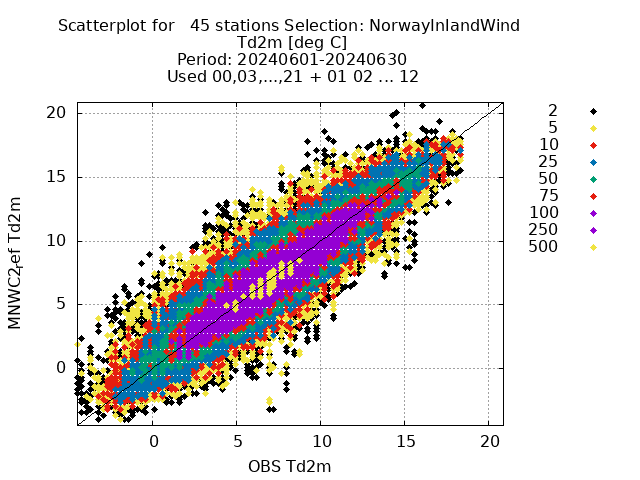 Scatterplot for   45 stations Selection: NorwayInlandWind
Td2m [deg C]
Period: 20240601-20240630
Used 00,03,...,21 + 01 02 ... 12
20
15
10
5
0
MNWC2ref Td2m
0 5 10 15 20
OBS Td2m
2
5
10
25
50
75
100
250
500